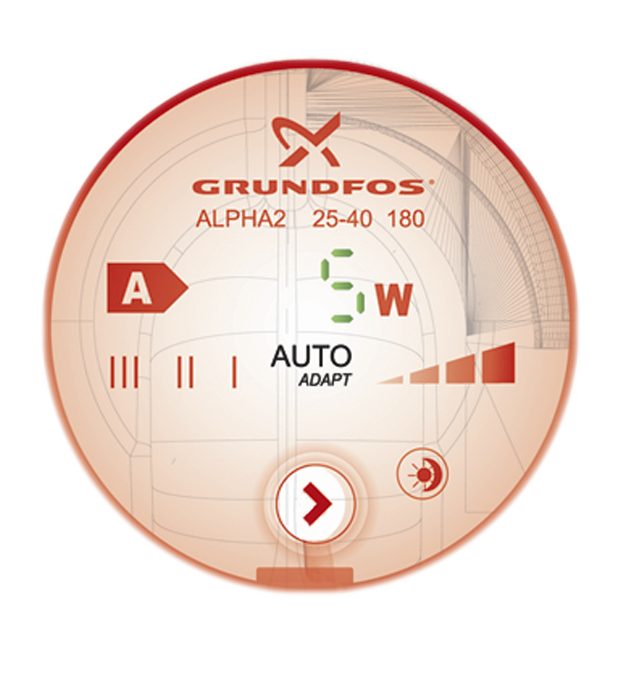 GRUNDFOS®
ALPHA2 25-40 180
A
5 W
III II I
AUTO
ADAPT